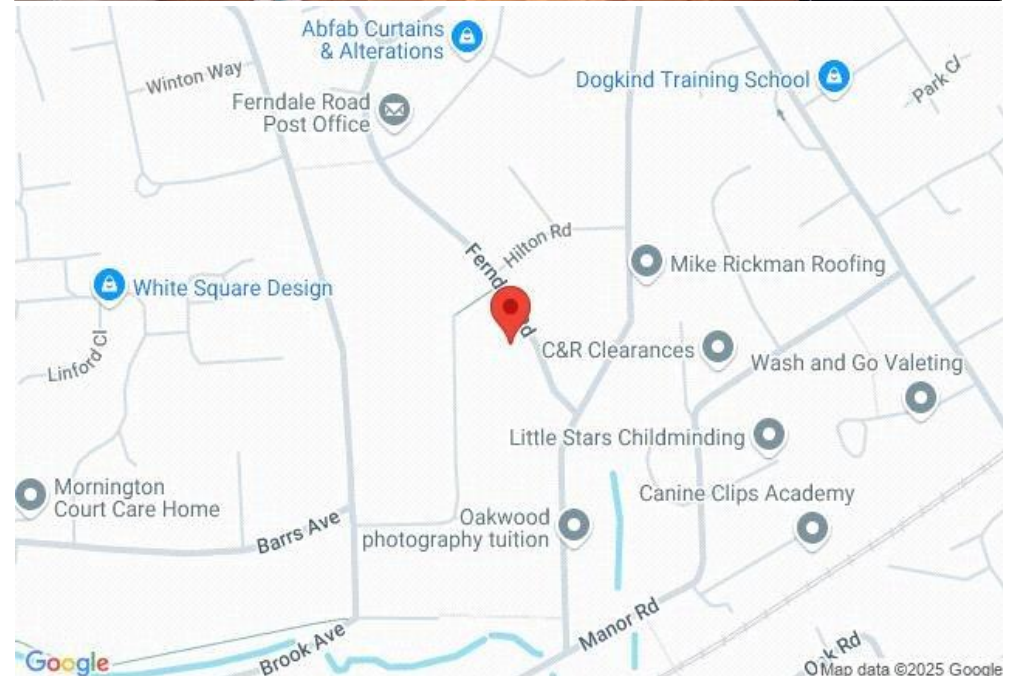 Abfab Curtains
& Alterations
Winton Way
Dogkind Training School
Park Cl
Ferndale Road
Post Office
Hilton Rd
Mike Rickman Roofing
White Square Design
C&R Clearances
Wash and Go Valeting
Linford Cl
Little Stars Childminding
Mornington
Court Care Home
Canine Clips Academy
Oakwood
photography tuition
Barrs Ave
Manor Rd
Brook Ave
Google
Map data ©2025 Google